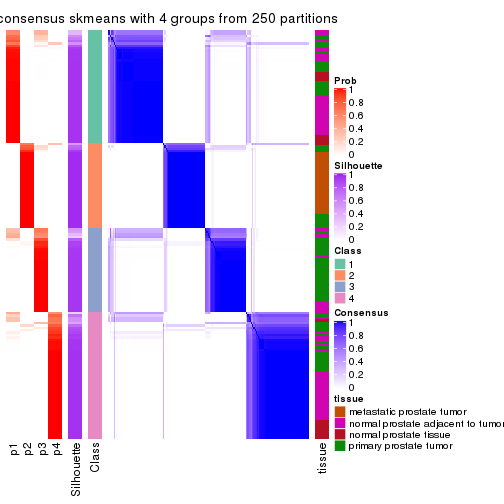 consensus skmeans with 4 groups from 250 partitions
Prob
1
0.8
0.6
0.4
0.2
0
Silhouette
1
0.8
0.6
0.4
0.2
0
Class
1
2
3
4
Consensus
1
0.8
0.6
0.4
0.2
0
tissue
metastatic prostate tumor
normal prostate adjacent to tumor
normal prostate tissue
primary prostate tumor
p1
p2
p3
p4
Silhouette
Class
tissue